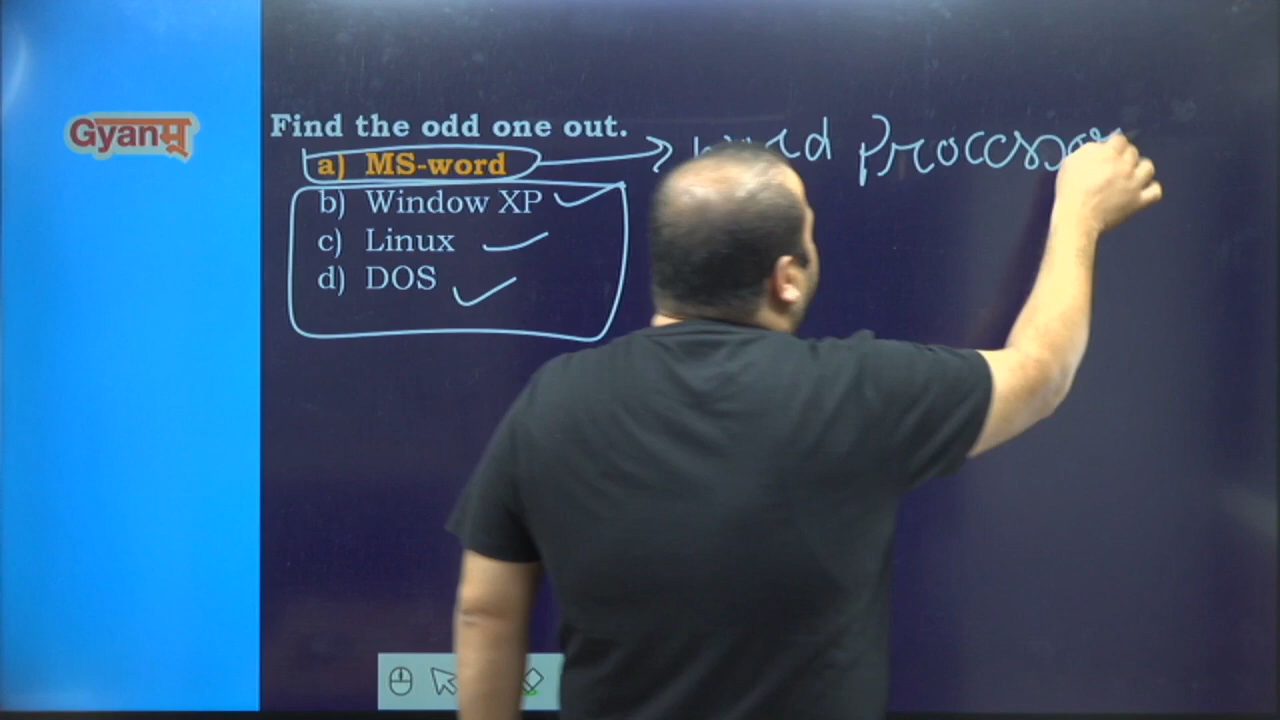 Gyanमू
Find the odd one out.
a) MS-word
Processor
b) Window XP
c) Linux
d) DOS